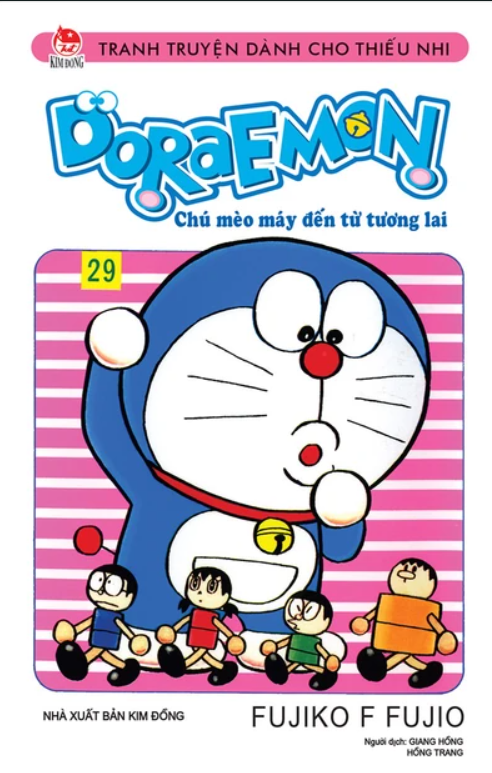 KIM ĐỒNG
TRANH TRUYỆN DÀNH CHO THIẾU NHI
DORAEMON
Chú mèo máy đến từ tương lai
29
NHÀ XUẤT BẢN KIM ĐỒNG
FUJIKO F FUJIO
Người dịch: GIANG HỒNG
HỒNG TRANG